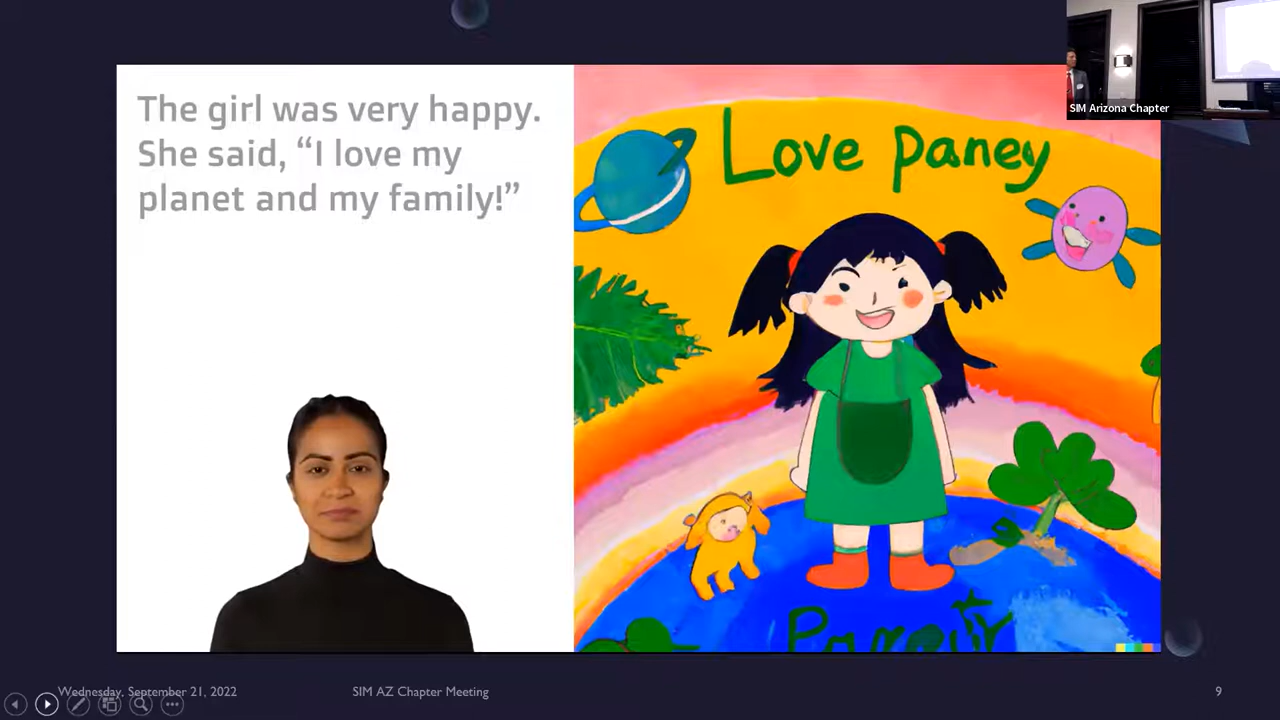 SIM Arizona Chapter
The girl was very happy.
She said, “I love my
planet and my family!”
Love paney
Wednesday, September 21, 2022
SIM AZ Chapter Meeting
9